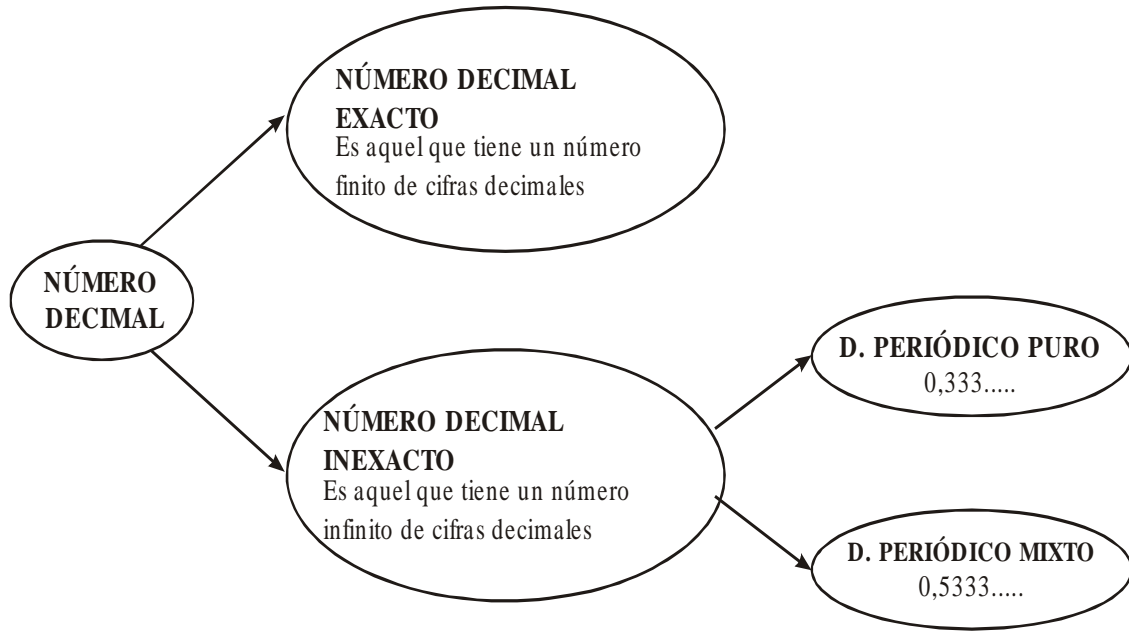 NÚMERO DECIMAL
EXACTO
Es aquel que tiene un número
finito de cifras decimales
NÚMERO
DECIMAL
NÚMERO DECIMAL
INEXACTO
Es aquel que tiene un número
infinito de cifras decimales
D. PERIÓDICO PURO
0,333.....
D. PERIÓDICO MIXTO
0,5333.....